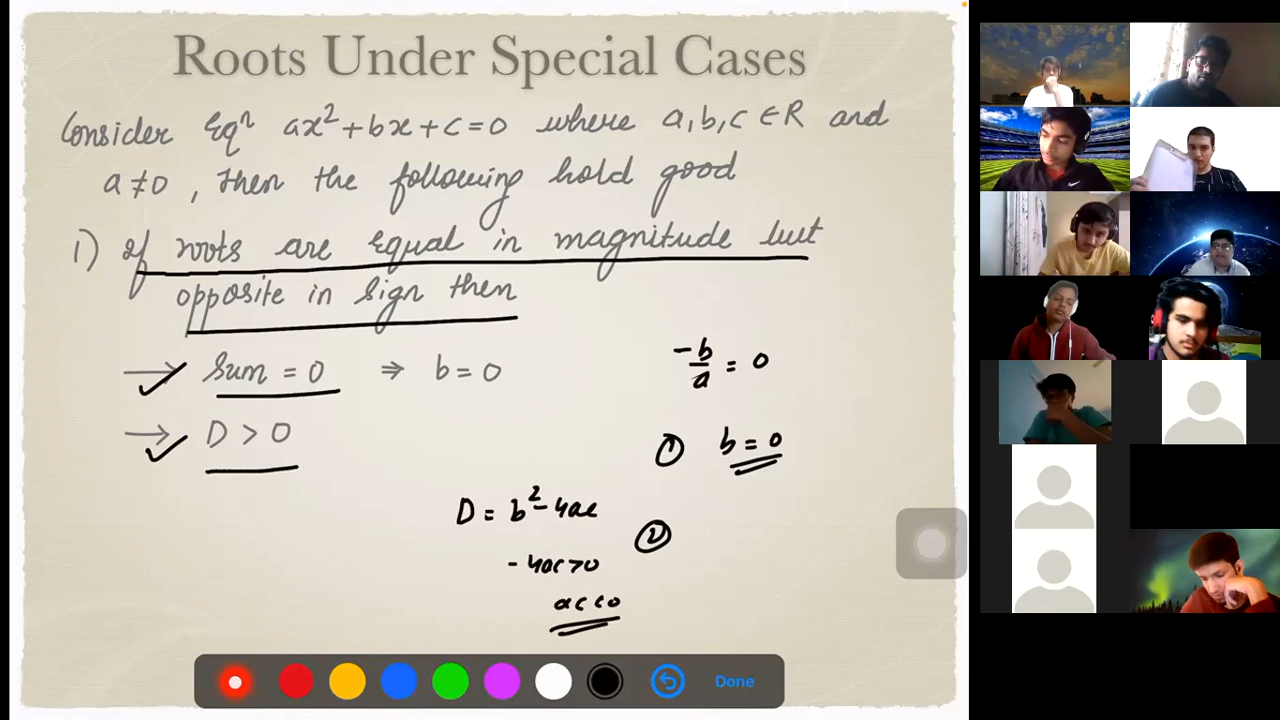 Roots Under Special Cases
Consider Eqⁿ ax² + bx + c = 0 where a, b, c ∈ R and
a ≠ 0 , then the following hold good
1) If roots are Equal in magnitude but
opposite in sign then
→ Sum = 0 ⇒ b = 0
→ D > 0
-b/a = 0
① b = 0
D = b² - 4ac
②
- 4ac > 0
ac < 0
Done